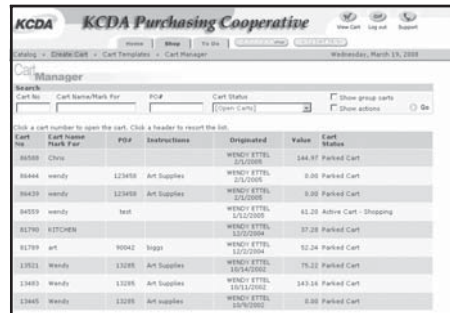 KCDA KCDA Purchasing Cooperative
View Cart Log out Support
Home Shop To Do
Catalog Create Cart Cart Templates Cart Manager Wednesday, March 19, 2008
Cart Manager
Search
Cart No Cart Name/Mark For PO# Cart Status Show group carts
[Open Carts] Show actions Go
Click a cart number to open the cart. Click a header to resort the list.
Cart No Cart Name Mark For PO# Instructions Originated Value Cart Status
86588 Chris WENDY ETTEL 2/1/2005 144.97 Parked Cart
86444 wendy 123458 Art Supplies WENDY ETTEL 2/1/2005 0.00 Parked Cart
86439 wendy 123458 Art Supplies WENDY ETTEL 2/1/2005 0.00 Parked Cart
84559 wendy test WENDY ETTEL 1/12/2005 61.20 Active Cart - Shopping
81790 KITCHEN WENDY ETTEL 12/2/2004 37.28 Parked Cart
81789 art 90042 biggs WENDY ETTEL 12/2/2004 52.24 Parked Cart
13521 Wendy 13285 Art Supplies WENDY ETTEL 10/14/2002 75.22 Parked Cart
13483 Wendy 13285 Art Supplies WENDY ETTEL 10/11/2002 143.16 Parked Cart
13445 Wendy 13285 Art Supplies WENDY ETTEL 10/9/2002 0.00 Parked Cart